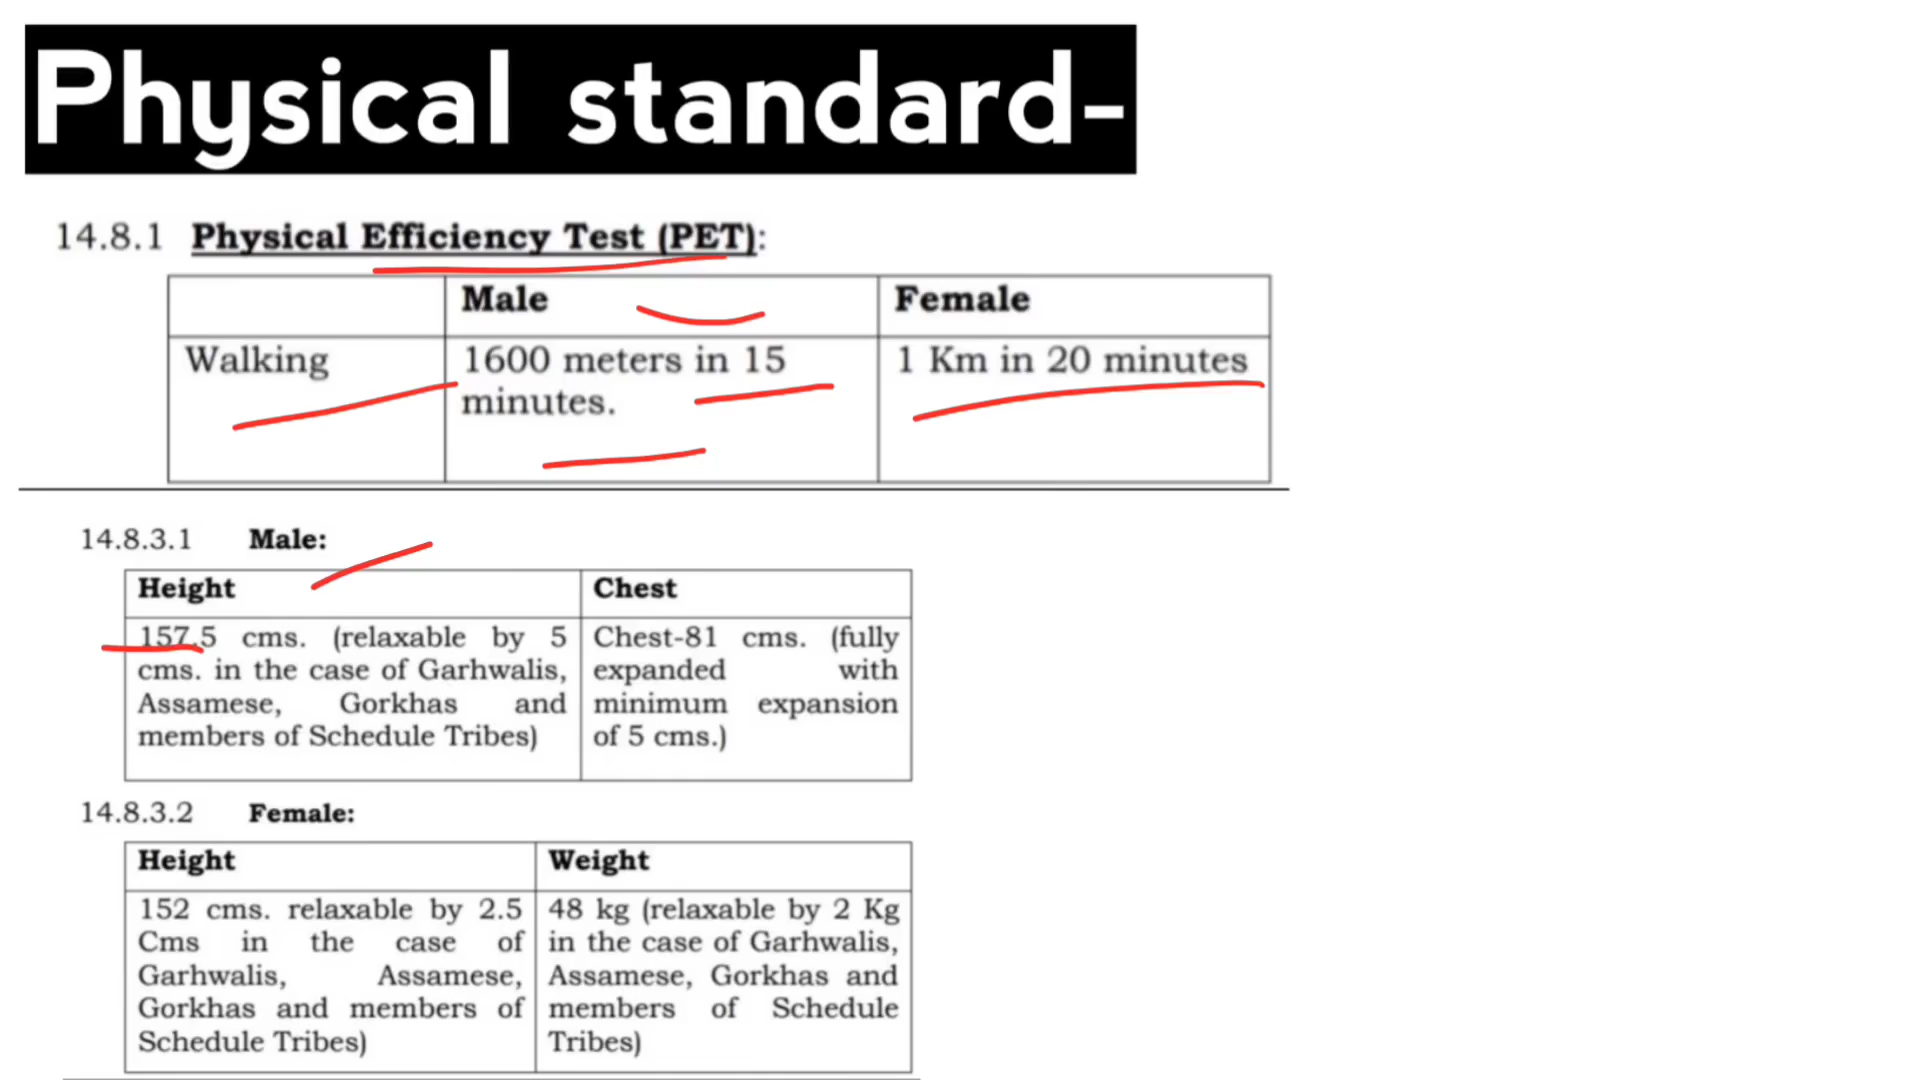 Physical standard-
14.8.1 Physical Efficiency Test (PET):
Male Female
Walking 1600 meters in 15 1 Km in 20 minutes
minutes.
14.8.3.1 Male:
Height Chest
157.5 cms. (relaxable by 5 Chest-81 cms. (fully
cms. in the case of Garhwalis, expanded with
Assamese, Gorkhas and minimum expansion
members of Schedule Tribes) of 5 cms.)
14.8.3.2 Female:
Height Weight
152 cms. relaxable by 2.5 48 kg (relaxable by 2 Kg
Cms in the case of in the case of Garhwalis,
Garhwalis, Assamese, Assamese, Gorkhas and
Gorkhas and members of members of Schedule
Schedule Tribes) Tribes)